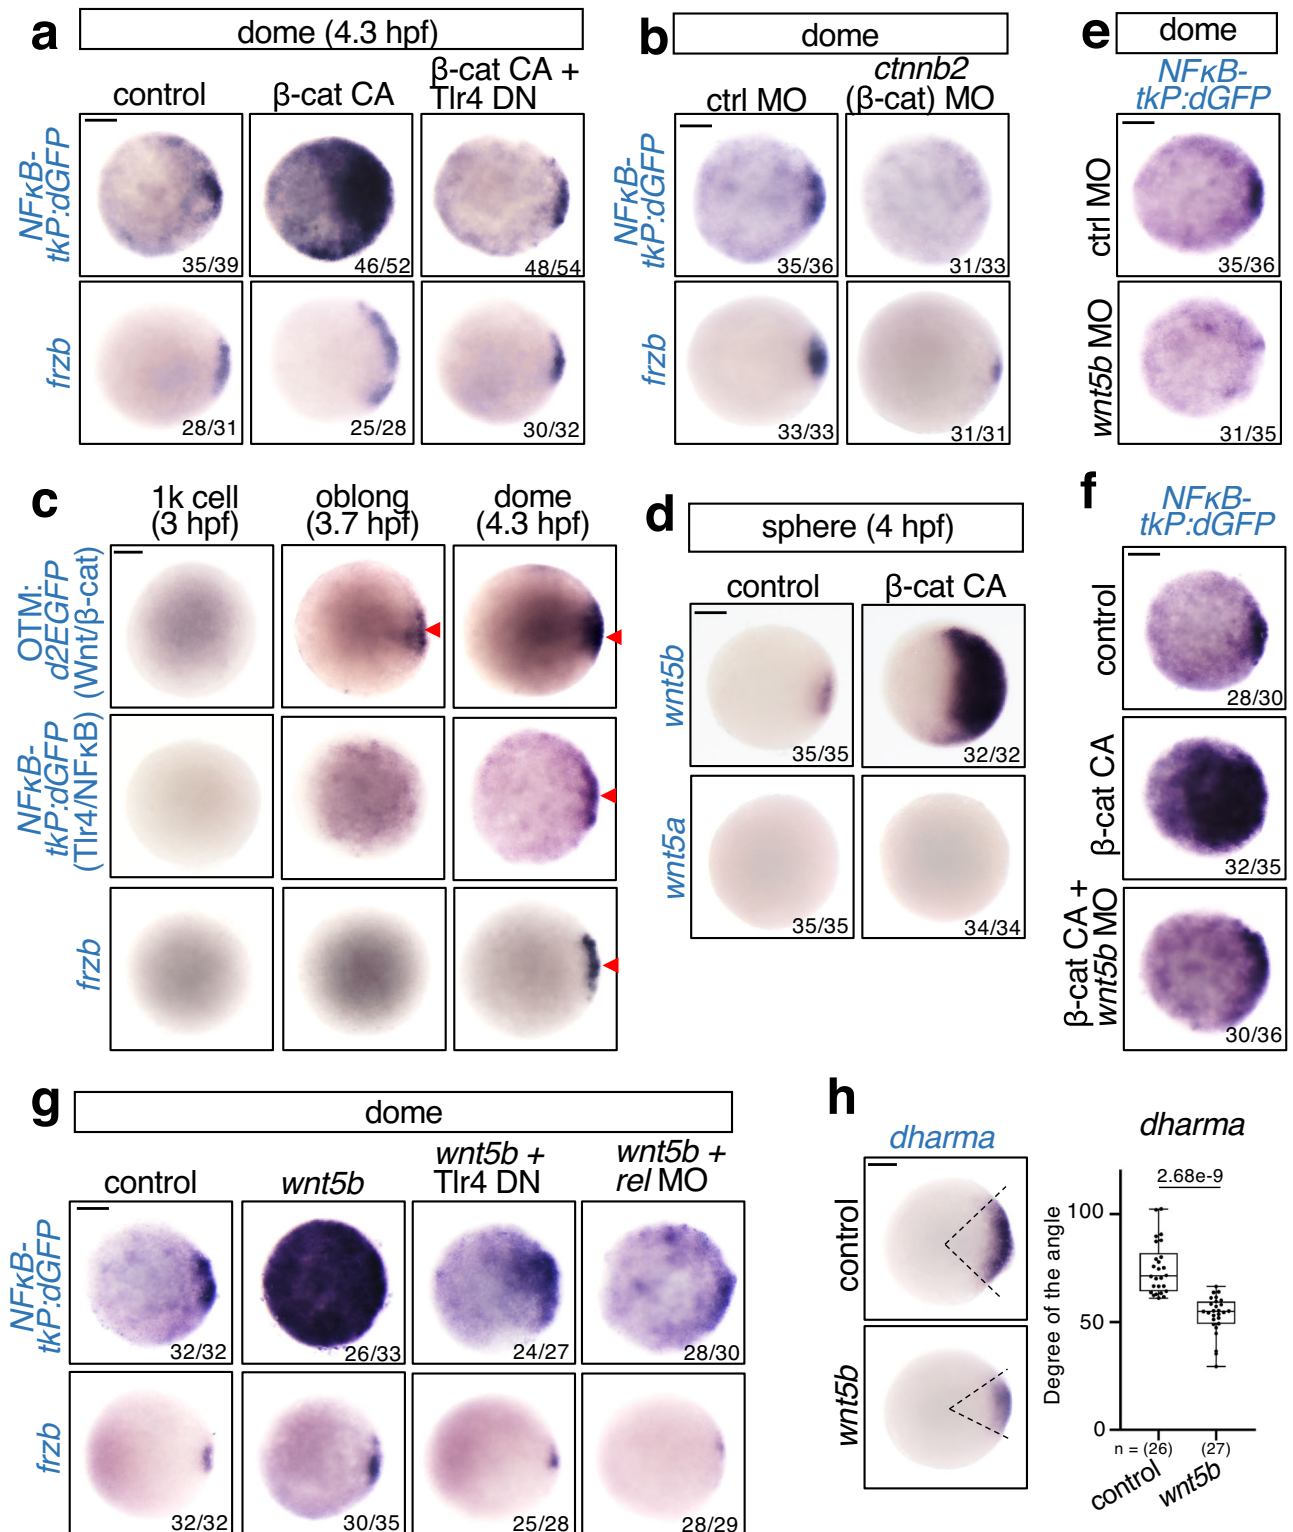 a
dome (4.3 hpf)
control
β-cat CA
β-cat CA +
Tlr4 DN
NFκB-
tkP:dGFP
35/39
46/52
48/54
frzb
28/31
25/28
30/32
b
dome
ctrl MO
ctnnb2
(β-cat) MO
NFκB-
tkP:dGFP
35/36
31/33
frzb
33/33
31/31
e
dome
NFκB-
tkP:dGFP
ctrl MO
35/36
wnt5b MO
31/35
c
1k cell
(3 hpf)
oblong
(3.7 hpf)
dome
(4.3 hpf)
OTM:
d2EGFP
(Wnt/β-cat)
NFκB-
tkP:dGFP
(Tlr4/NFκB)
frzb
d
sphere (4 hpf)
control
β-cat CA
wnt5b
35/35
32/32
wnt5a
35/35
34/34
f
NFκB-
tkP:dGFP
control
28/30
β-cat CA
32/35
β-cat CA +
wnt5b MO
30/36
g
dome
control
wnt5b
wnt5b +
Tlr4 DN
wnt5b +
rel MO
NFκB-
tkP:dGFP
32/32
26/33
24/27
28/30
frzb
32/32
30/35
25/28
28/29
h
dharma
control
wnt5b
dharma
2.68e-9
Degree of the angle
100
50
0
n = (26)
(27)
control
wnt5b